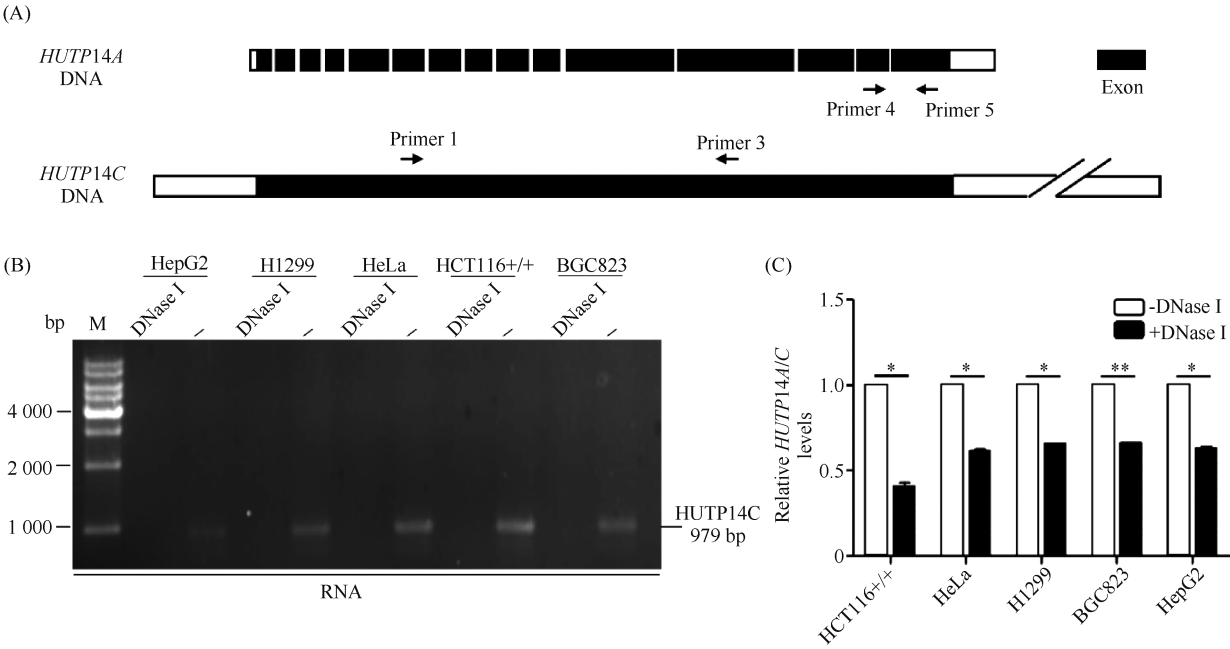 (A)
HUTP14A
DNA
Exon
Primer 4
Primer 5
Primer 1
Primer 3
HUTP14C
DNA
(B)
HepG2
H1299
HeLa
HCT116+/+
BGC823
DNase I
–
DNase I
–
DNase I
–
DNase I
–
DNase I
–
bp
M
4 000
2 000
1 000
HUTP14C
979 bp
RNA
(C)
Relative HUTP14A/C
levels
1.5
1.0
0.5
0
-DNase I
+DNase I
*
*
*
**
*
HCT116+/+
HeLa
H1299
BGC823
HepG2